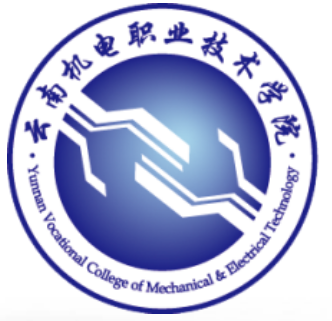 云南机电职业技术学院
Yunnan Vocational College of Mechanical & Electrical Technology